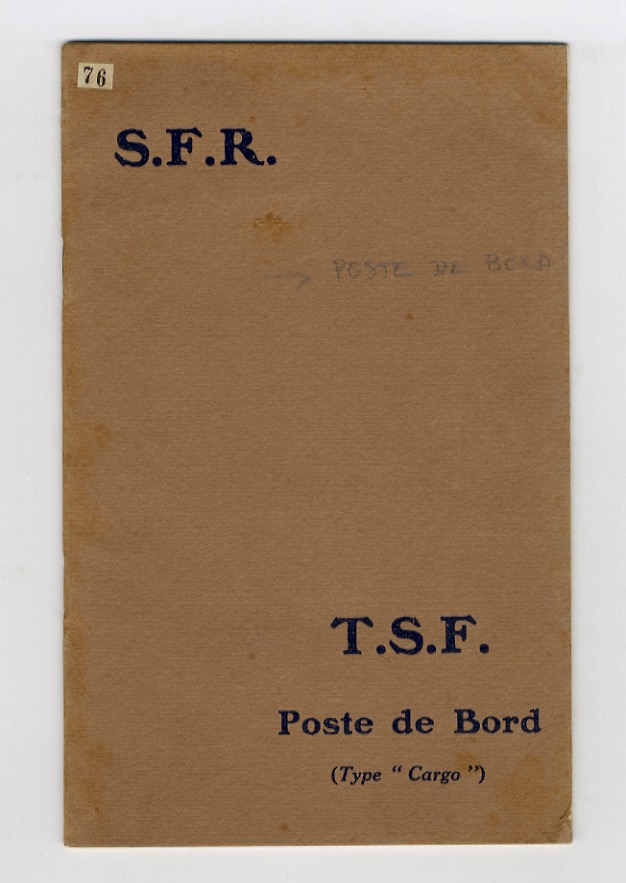 76
S.F.R.
POSTE DE BORD
T.S.F.
Poste de Bord
(Type “ Cargo ”)